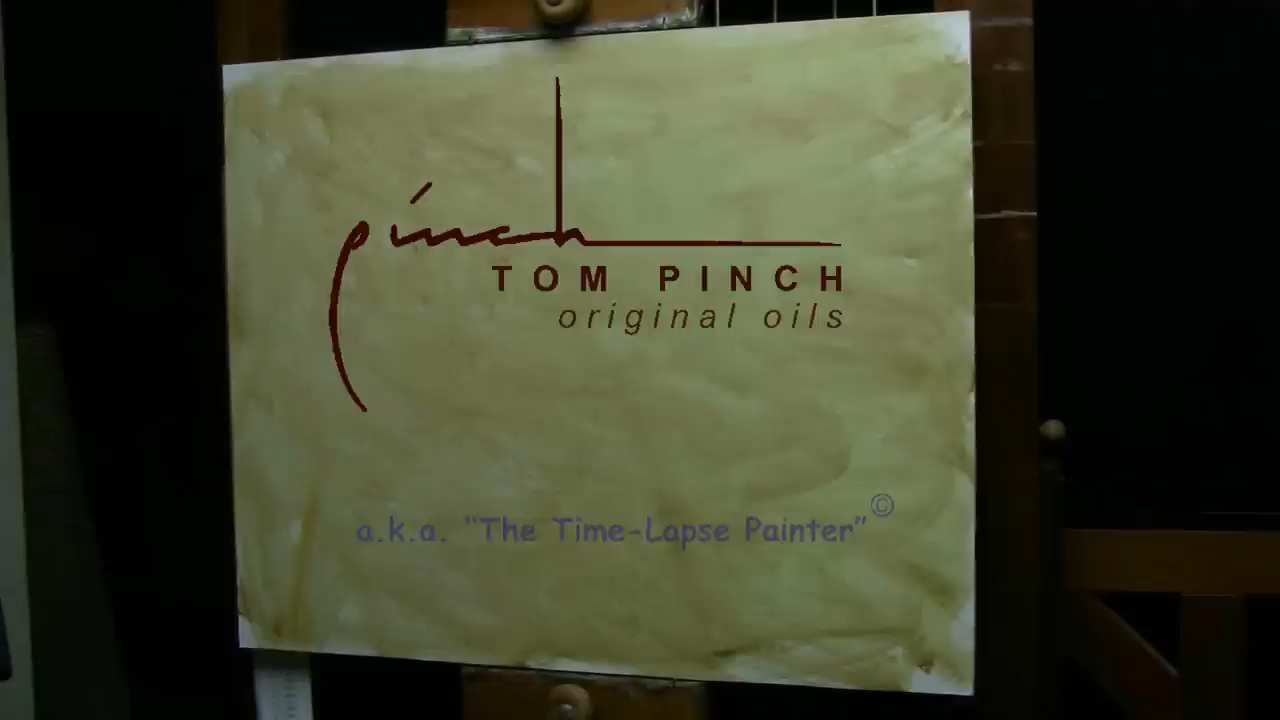 pinch
TOM PINCH
original oils
a.k.a. "The Time-Lapse Painter"©